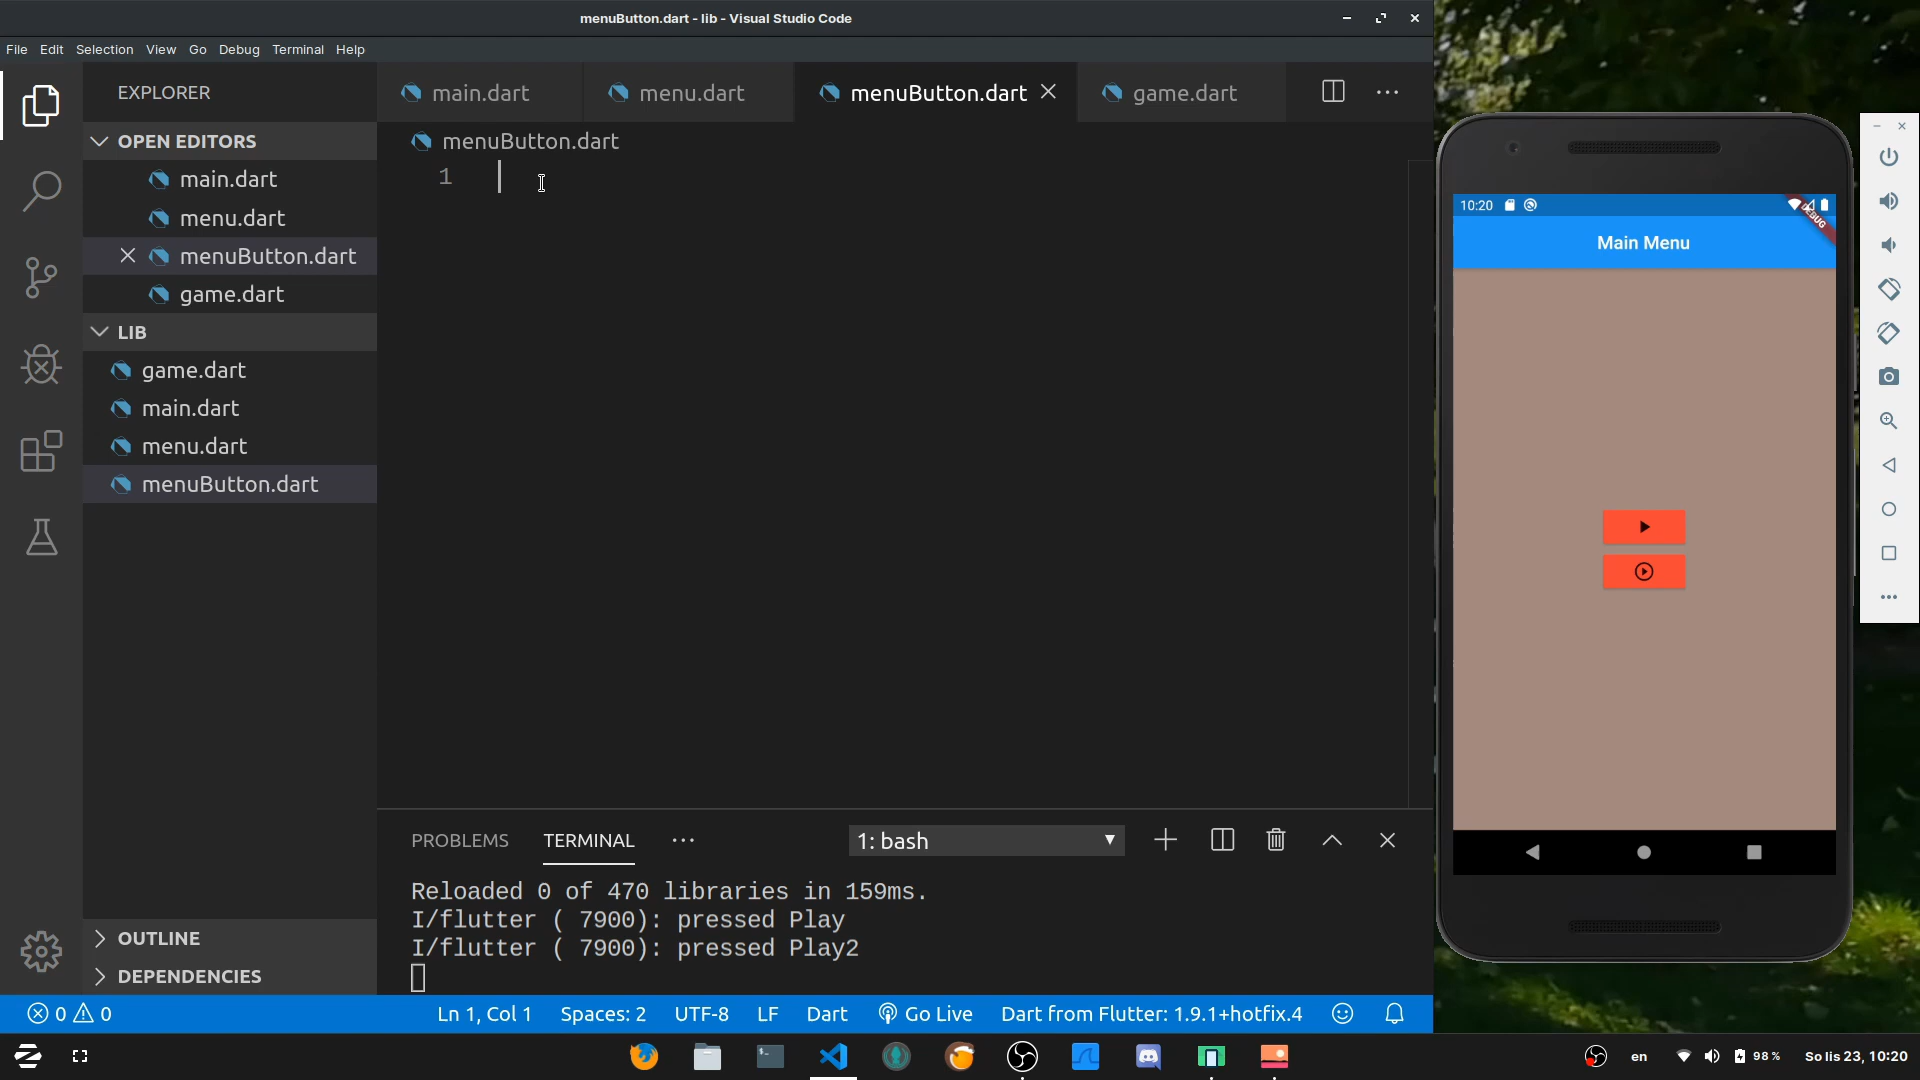 menuButton.dart - lib - Visual Studio Code
File Edit Selection View Go Debug Terminal Help
EXPLORER
main.dart menu.dart menuButton.dart game.dart
OPEN EDITORS
menuButton.dart
main.dart
1
menu.dart
menuButton.dart
game.dart
LIB
game.dart
main.dart
menu.dart
menuButton.dart
10:20
DEBUG
Main Menu
PROBLEMS TERMINAL
1: bash
Reloaded 0 of 470 libraries in 159ms.
I/flutter ( 7900): pressed Play
I/flutter ( 7900): pressed Play2
OUTLINE
DEPENDENCIES
0 0 Ln 1, Col 1 Spaces: 2 UTF-8 LF Dart Go Live Dart from Flutter: 1.9.1+hotfix.4
en 98% So lis 23, 10:20